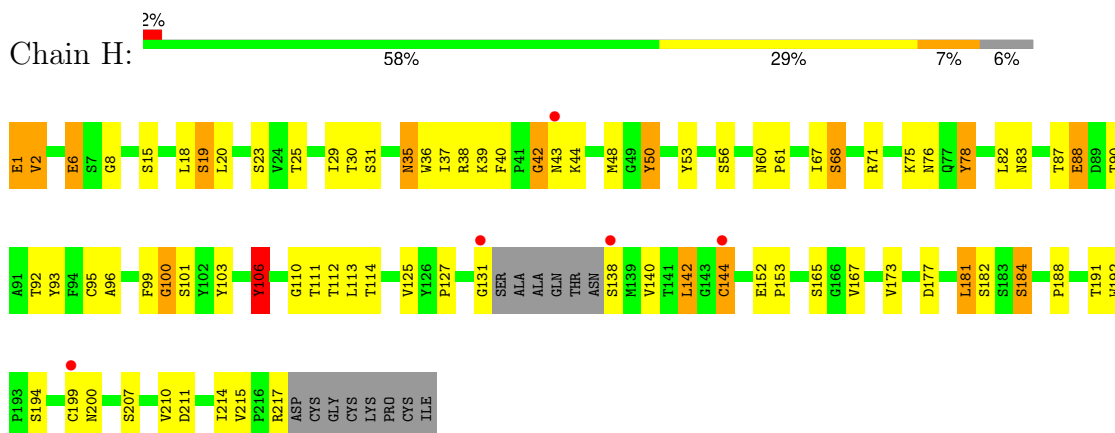 2%
Chain H:
58% 29% 7% 6%
E1 V2 E6 S7 G8 S15 L18 S19 L20 S23 V24 T25 I29 T30 S31 N35 W36 I37 R38 K39 F40 P41 G42 N43 K44 M48 G49 Y50 Y53 S56 N60 P61 I67 S68 R71 K75 N76 Q77 Y78 L82 N83 T87 E88 D89 T90
A91 T92 Y93 F94 C95 A96 F99 G100 S101 Y102 Y103 Y106 G110 T111 T112 L113 T114 V125 Y126 P127 G131 SER ALA ALA GLN THR ASN S138 M139 V140 T141 L142 G143 C144 E152 P153 S165 G166 V167 V173 D177 L181 S182 S183 S184 P188 T191 W192
P193 S194 C199 N200 S207 V210 D211 I214 V215 P216 R217 ASP CYS GLY CYS LYS PRO CYS ILE